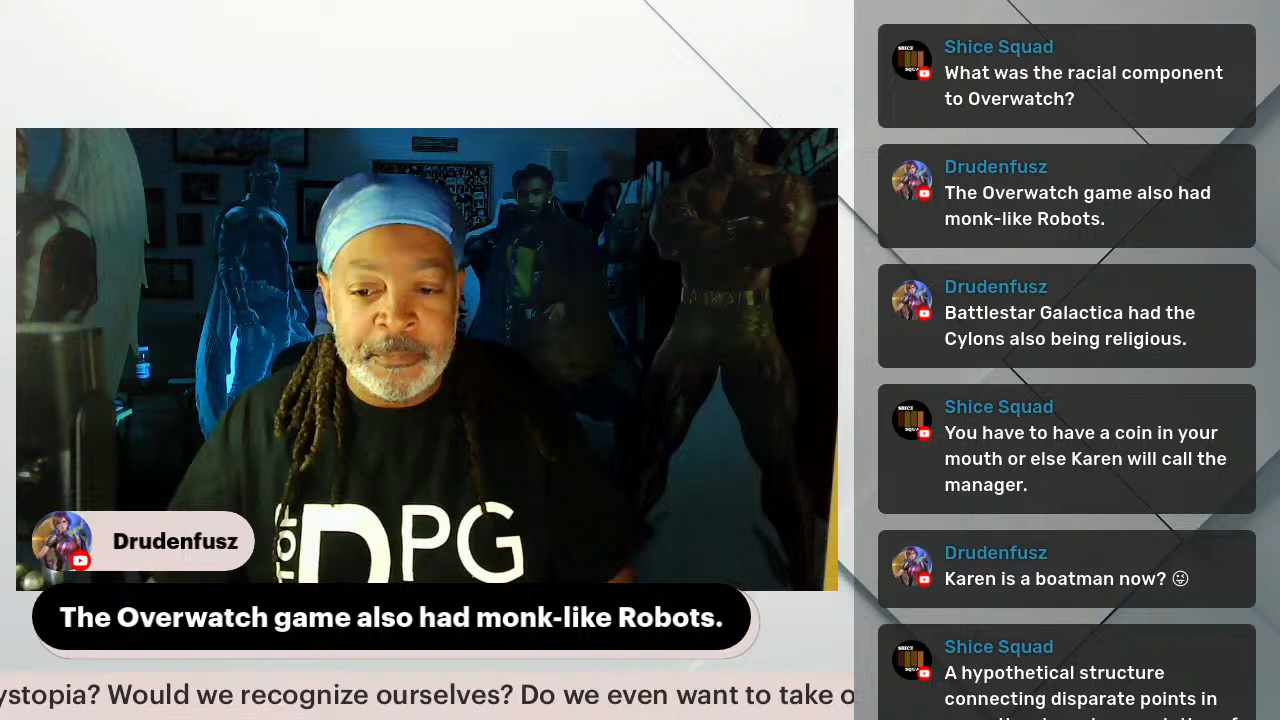 Shice Squad
What was the racial component
to Overwatch?
Drudenfusz
The Overwatch game also had
monk-like Robots.
Drudenfusz
Battlestar Galactica had the
Cylons also being religious.
Shice Squad
You have to have a coin in your
mouth or else Karen will call the
manager.
Drudenfusz
Karen is a boatman now? 😜
Shice Squad
A hypothetical structure
connecting disparate points in
DPG
Drudenfusz
The Overwatch game also had monk-like Robots.
ystopia? Would we recognize ourselves? Do we even want to take o